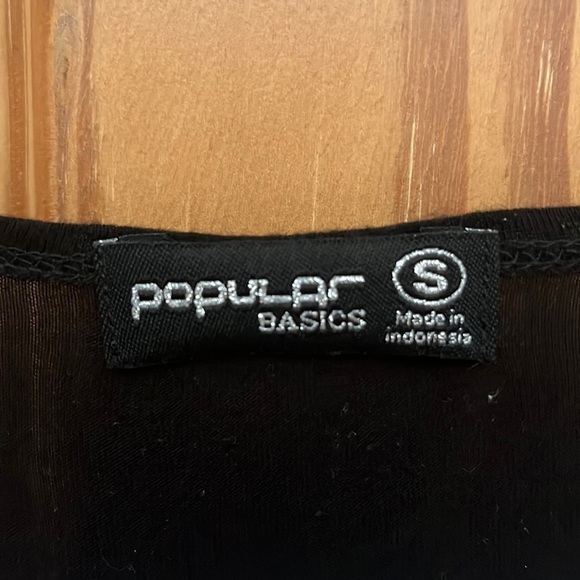 popular
BASICS
S
Made in
indonesia